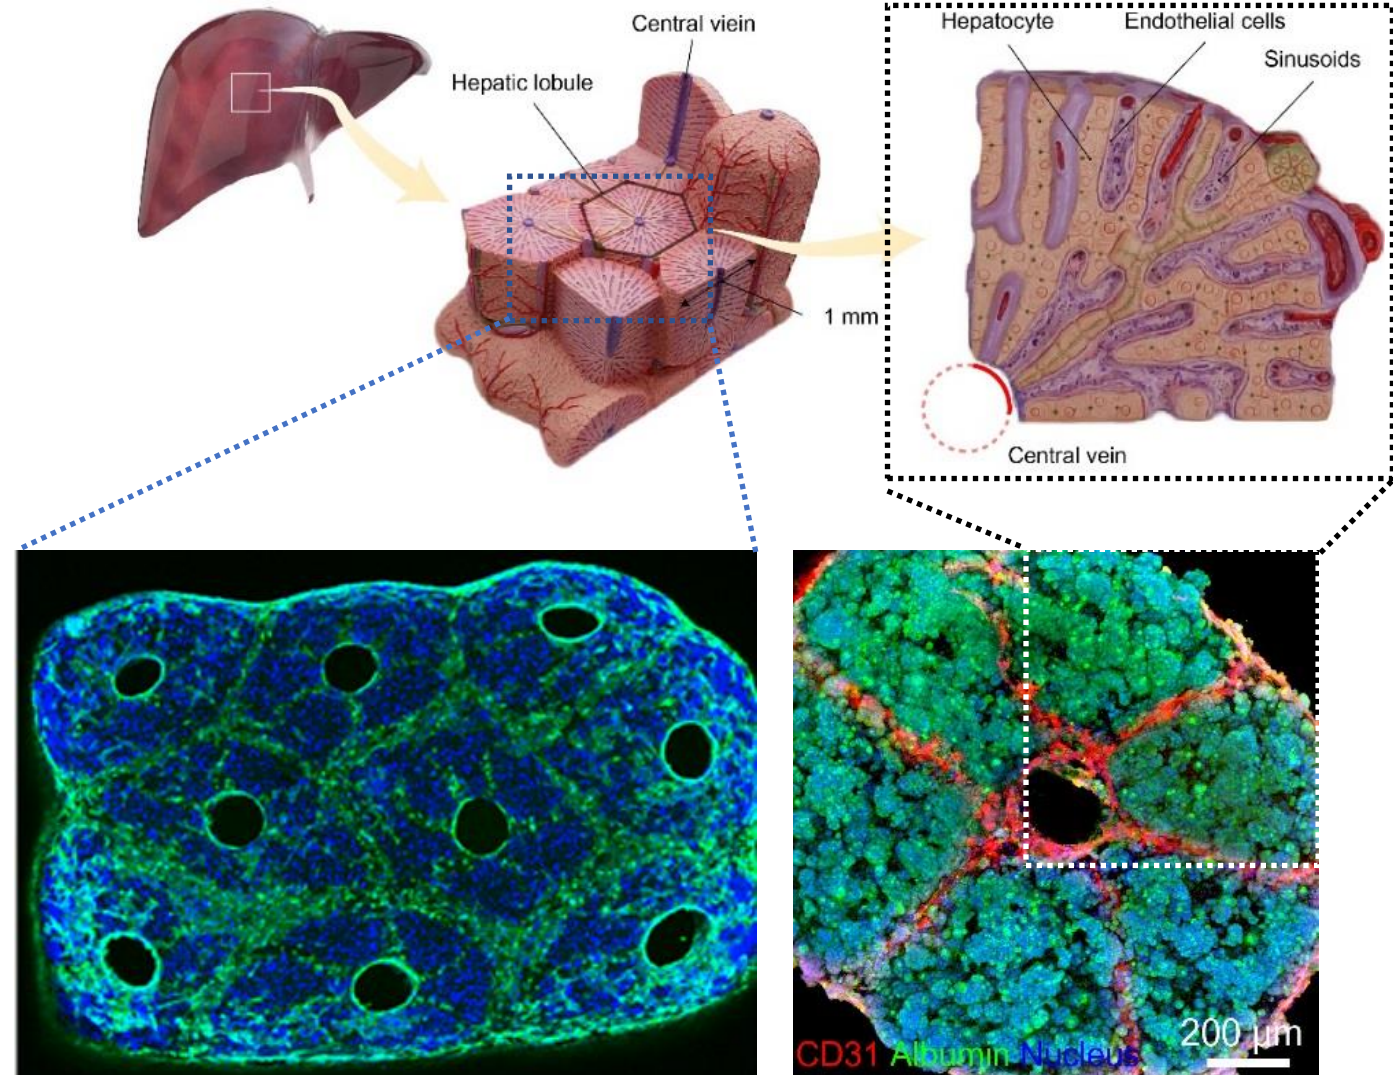 Central viein
Hepatic lobule
1 mm
Hepatocyte
Endothelial cells
Sinusoids
Central vein
200 µm
CD31 Albumin Nucleus